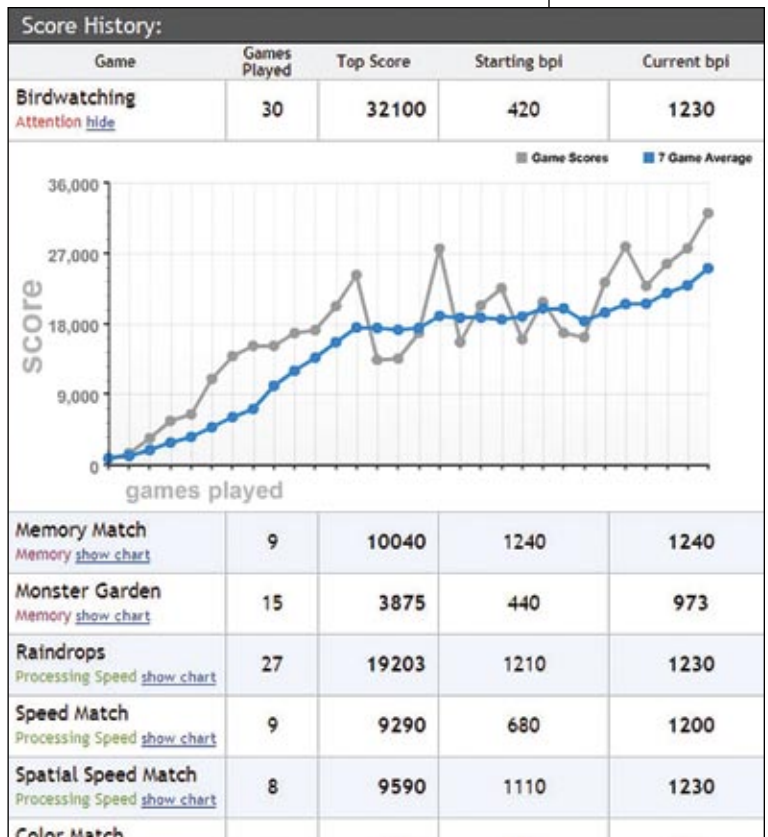 Score History:
Game Games Played Top Score Starting bpi Current bpi
Birdwatching
Attention hide
30 32100 420 1230
Game Scores 7 Game Average
36,000
27,000
18,000
9,000
0
score
games played
Memory Match
Memory show chart
9 10040 1240 1240
Monster Garden
Memory show chart
15 3875 440 973
Raindrops
Processing Speed show chart
27 19203 1210 1230
Speed Match
Processing Speed show chart
9 9290 680 1200
Spatial Speed Match
Processing Speed show chart
8 9590 1110 1230
Color Match